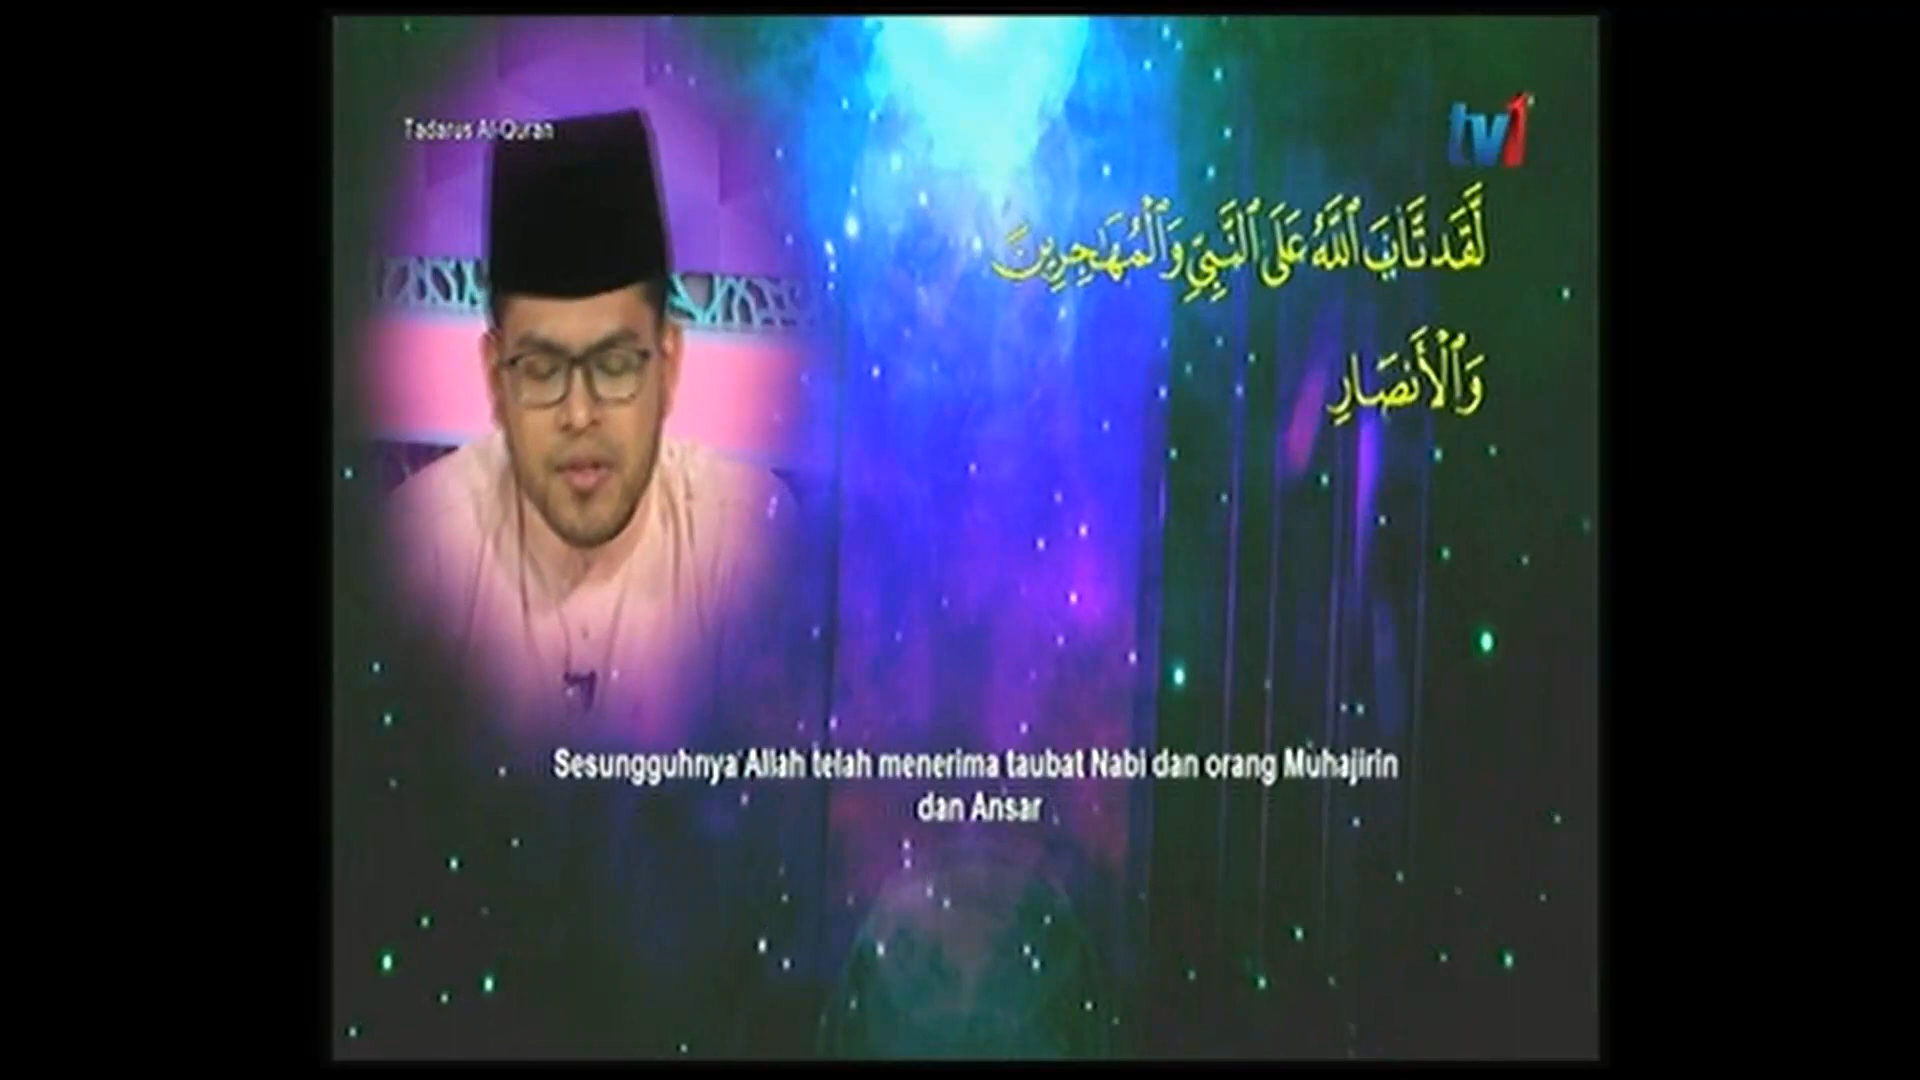 Tadarus Al-Quran
tv1
لَّقَد تَّابَ ٱللَّهُ عَلَى ٱلنَّبِيِّ وَٱلْمُهَٰجِرِينَ
وَٱلْأَنصَارِ
Sesungguhnya Allah telah menerima taubat Nabi dan orang Muhajirin
dan Ansar